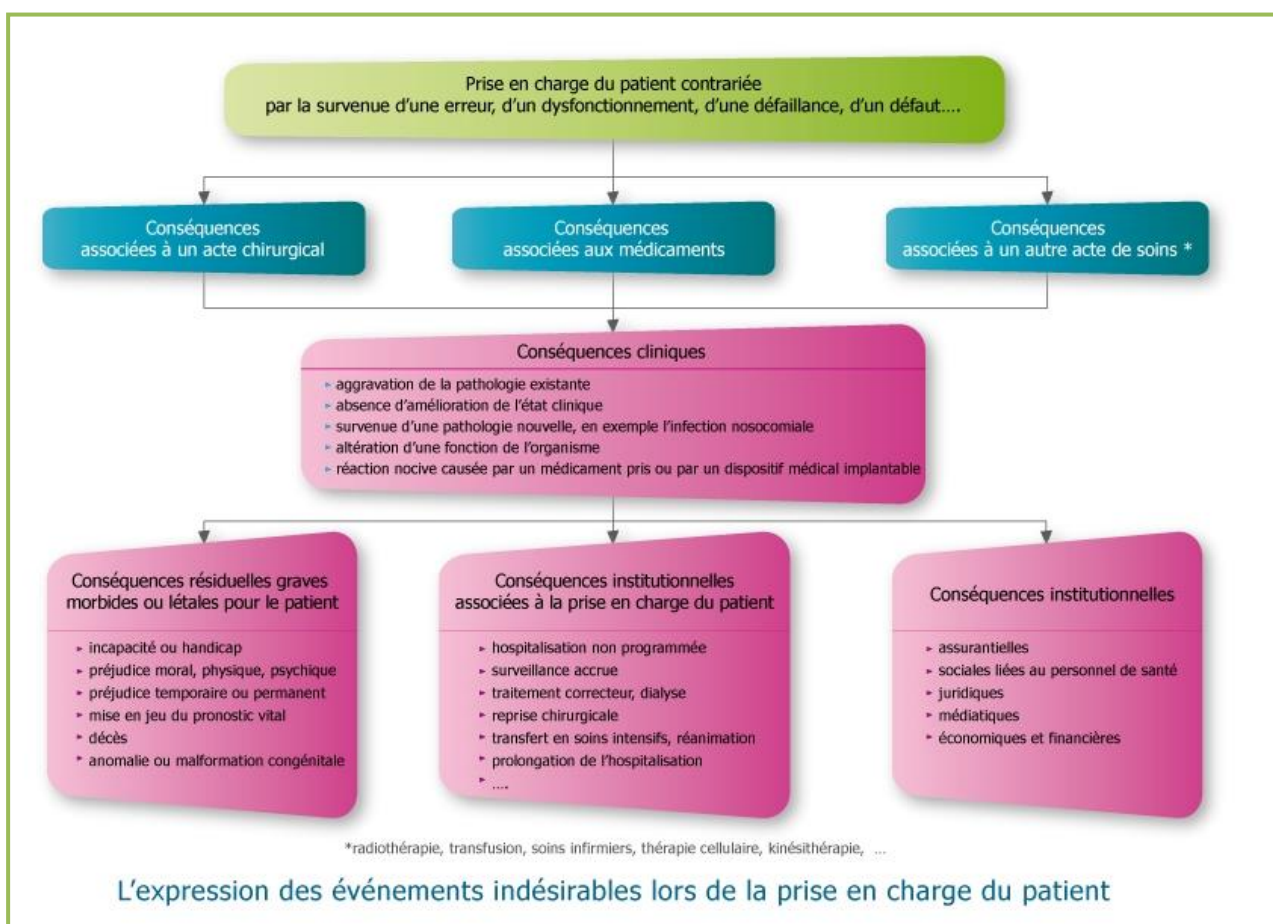 Prise en charge du patient contrariée
par la survenue d'une erreur, d'un dysfonctionnement, d'une défaillance, d'un défaut....
Conséquences
associées à un acte chirurgical
Conséquences
associées aux médicaments
Conséquences
associées à un autre acte de soins *
Conséquences cliniques
aggravation de la pathologie existante
absence d'amélioration de l'état clinique
survenue d'une pathologie nouvelle, en exemple l'infection nosocomiale
altération d'une fonction de l'organisme
réaction nocive causée par un médicament pris ou par un dispositif médical implantable
Conséquences résiduelles graves
morbides ou létales pour le patient
incapacité ou handicap
préjudice moral, physique, psychique
préjudice temporaire ou permanent
mise en jeu du pronostic vital
décès
anomalie ou malformation congénitale
Conséquences institutionnelles
associées à la prise en charge du patient
hospitalisation non programmée
surveillance accrue
traitement correcteur, dialyse
reprise chirurgicale
transfert en soins intensifs, réanimation
prolongation de l'hospitalisation
....
Conséquences institutionnelles
assurantielles
sociales liées au personnel de santé
juridiques
médiatiques
économiques et financières
*radiothérapie, transfusion, soins infirmiers, thérapie cellulaire, kinésithérapie, ...
L'expression des événements indésirables lors de la prise en charge du patient